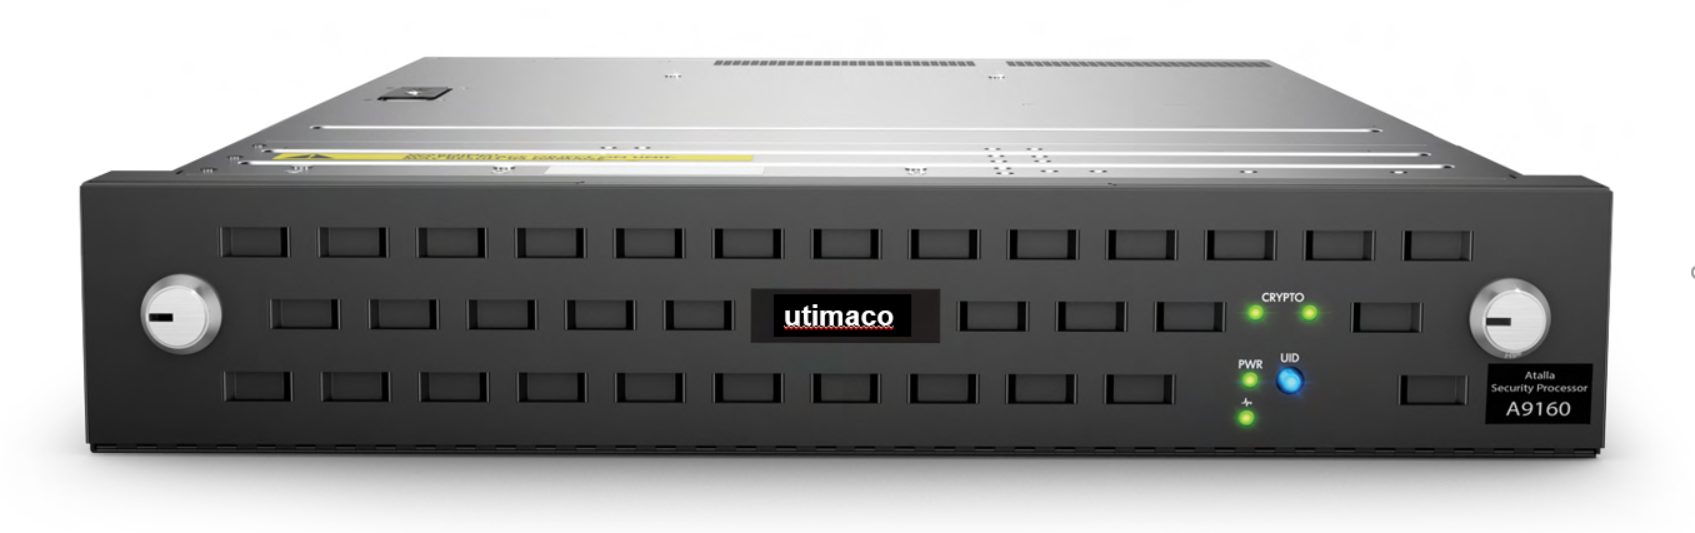 utimaco
CRYPTO
PWR
UID
Atalla
Security Processor
A9160